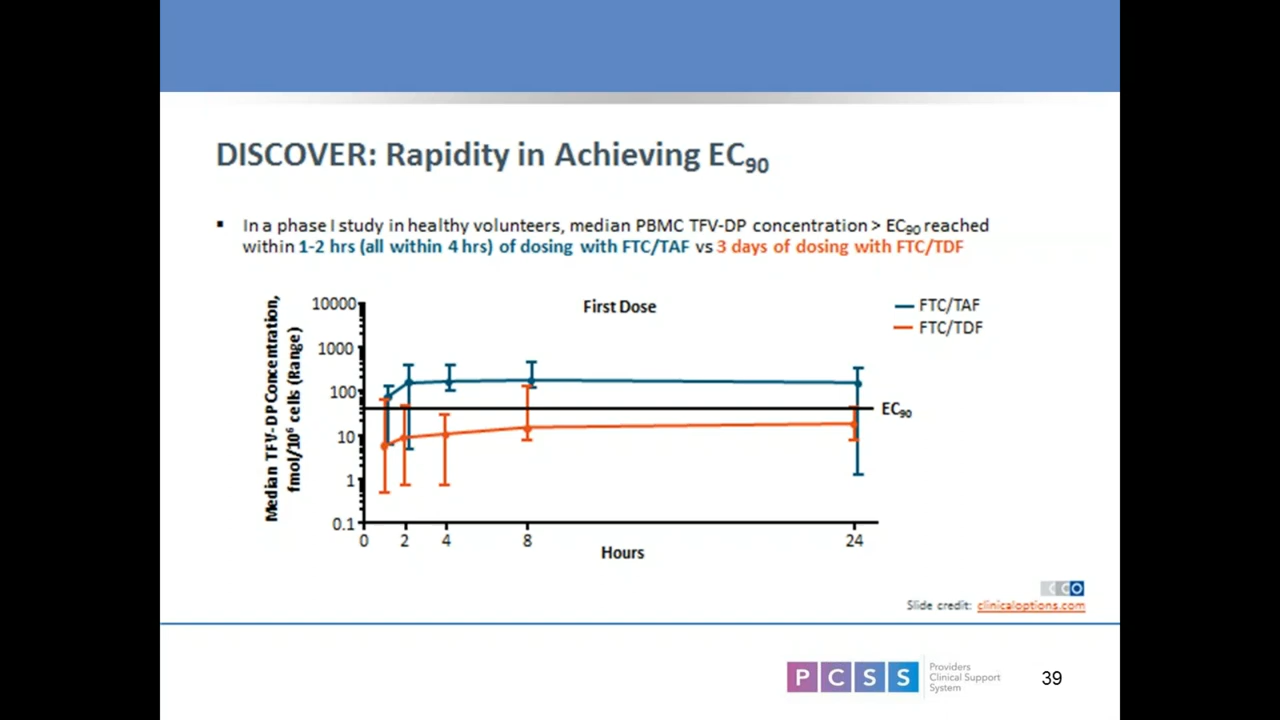 DISCOVER: Rapidity in Achieving EC90
▪ In a phase I study in healthy volunteers, median PBMC TFV-DP concentration > EC90 reached
within 1-2 hrs (all within 4 hrs) of dosing with FTC/TAF vs 3 days of dosing with FTC/TDF
First Dose
FTC/TAF
FTC/TDF
Median TFV-DP Concentration,
fmol/10⁶ cells (Range)
10000
1000
100
10
1
0.1
EC90
0 2 4 8 24
Hours
CCO
Slide credit: clinicaloptions.com
PCSS
Providers
Clinical Support
System
39